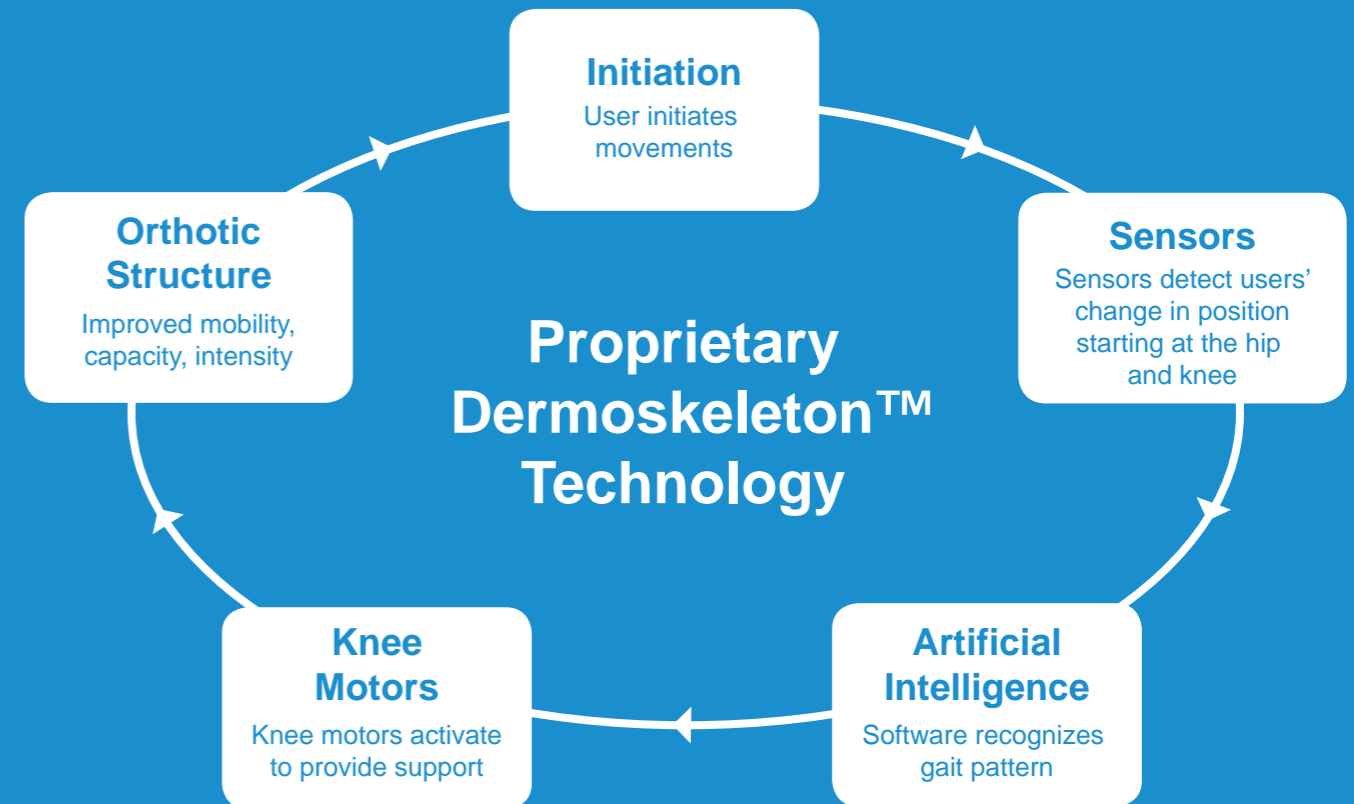 Initiation
User initiates
movements
Sensors
Sensors detect users’
change in position
starting at the hip
and knee
Artificial
Intelligence
Software recognizes
gait pattern
Knee
Motors
Knee motors activate
to provide support
Orthotic
Structure
Improved mobility,
capacity, intensity
Proprietary
Dermoskeleton™
Technology